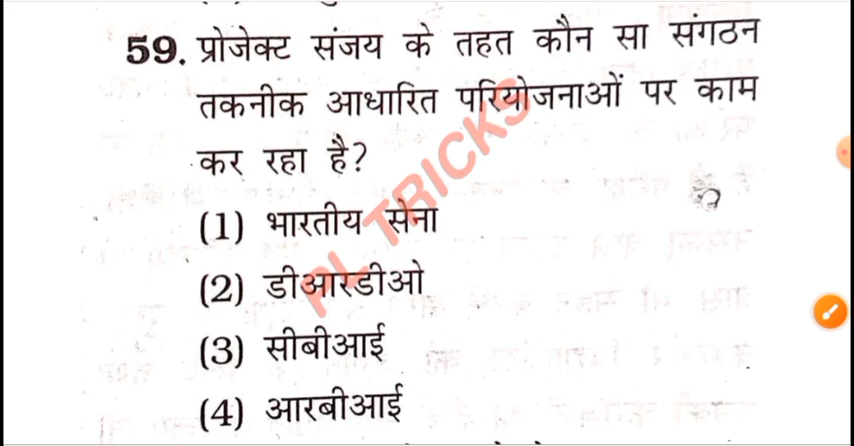 59. प्रोजेक्ट संजय के तहत कौन सा संगठन
तकनीक आधारित परियोजनाओं पर काम
कर रहा है?
(1) भारतीय सेना
(2) डीआरडीओ
(3) सीबीआई
(4) आरबीआई
PL TRICKS